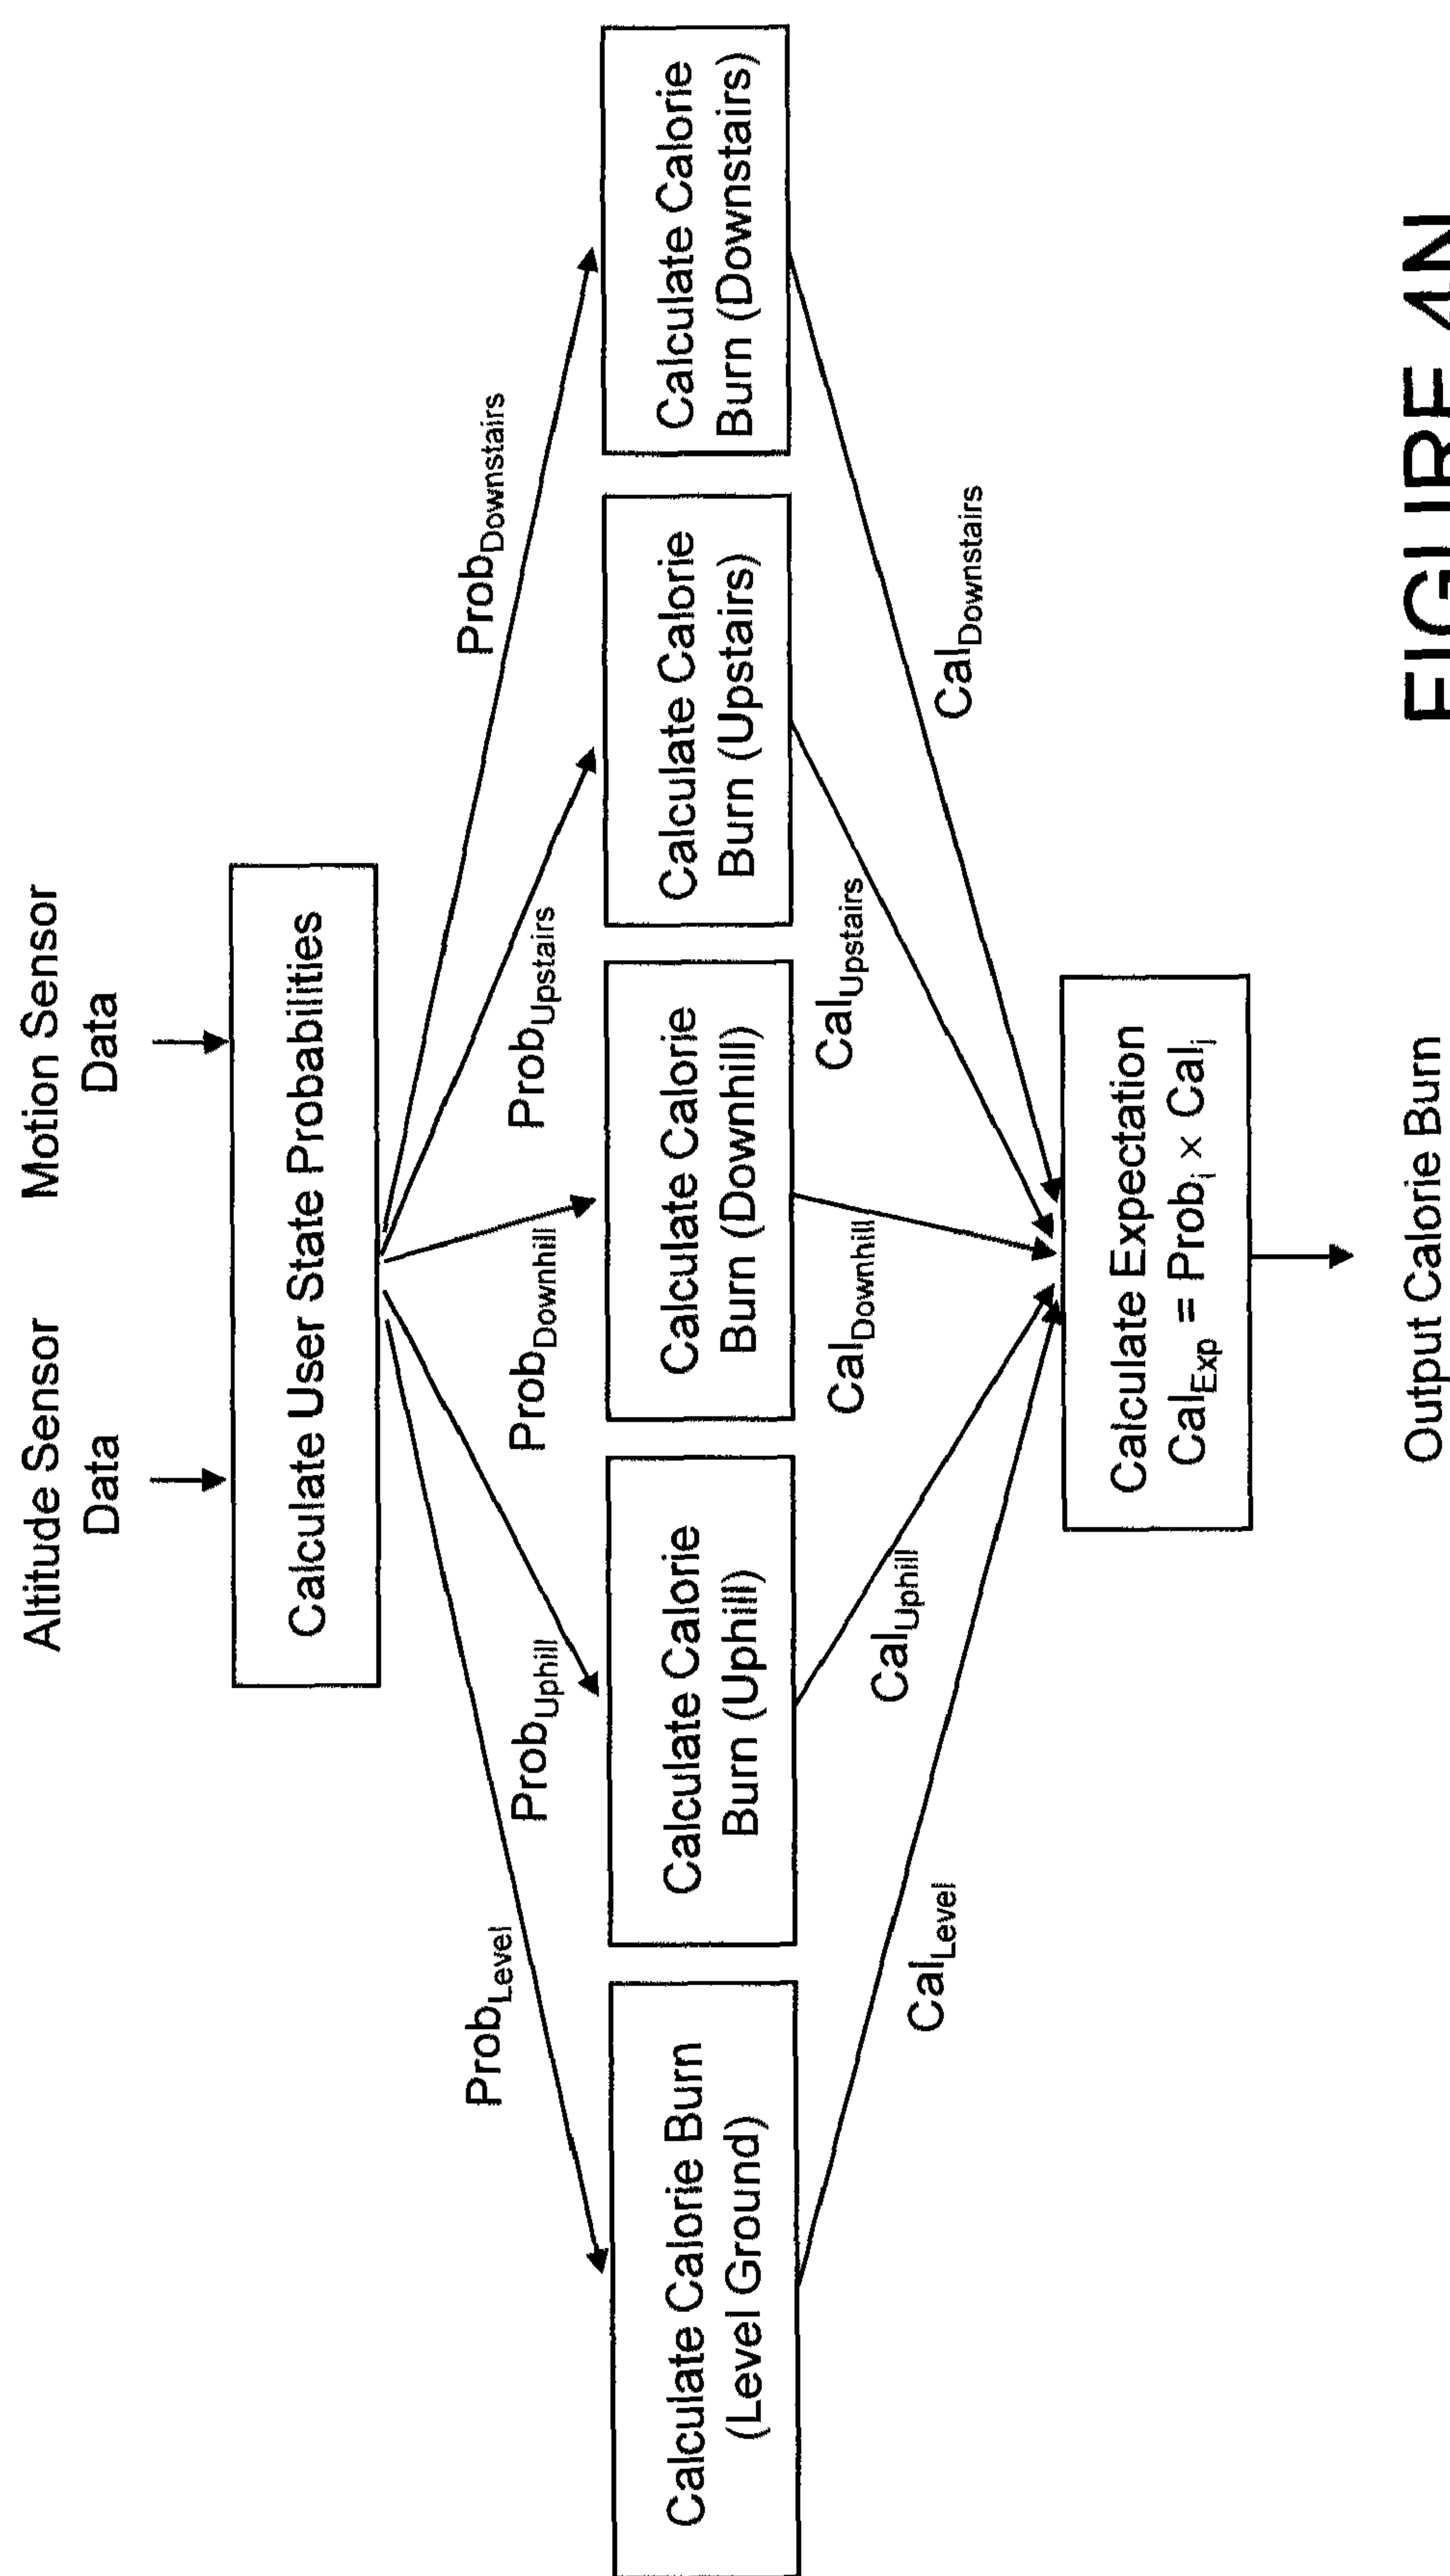 Altitude Sensor
Data
Motion Sensor
Data
Calculate User State Probabilities
Prob_Level
Prob_Uphill
Prob_Downhill
Prob_Upstairs
Prob_Downstairs
Calculate Calorie Burn
(Level Ground)
Calculate Calorie
Burn (Uphill)
Calculate Calorie
Burn (Downhill)
Calculate Calorie
Burn (Upstairs)
Calculate Calorie
Burn (Downstairs)
Cal_Level
Cal_Uphill
Cal_Downhill
Cal_Upstairs
Cal_Downstairs
Calculate Expectation
Cal_Exp = Prob_i × Cal_i
Output Calorie Burn
FIGURE 4N